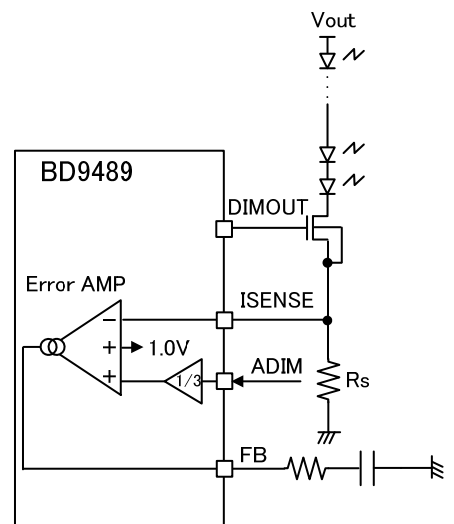 Vout
BD9489
DIMOUT
Error AMP
ISENSE
1.0V
ADIM
1/3
Rs
FB